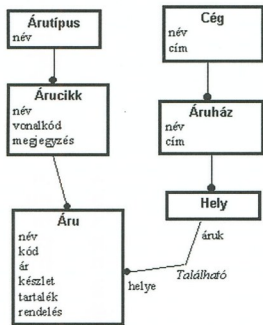 Árutípus
név
Cég
név
cím
Árucikk
név
vonalkód
megjegyzés
Áruház
név
cím
Hely
Áru
név
kód
ár
készlet
tartalék
rendelés
áruk
Található
helye